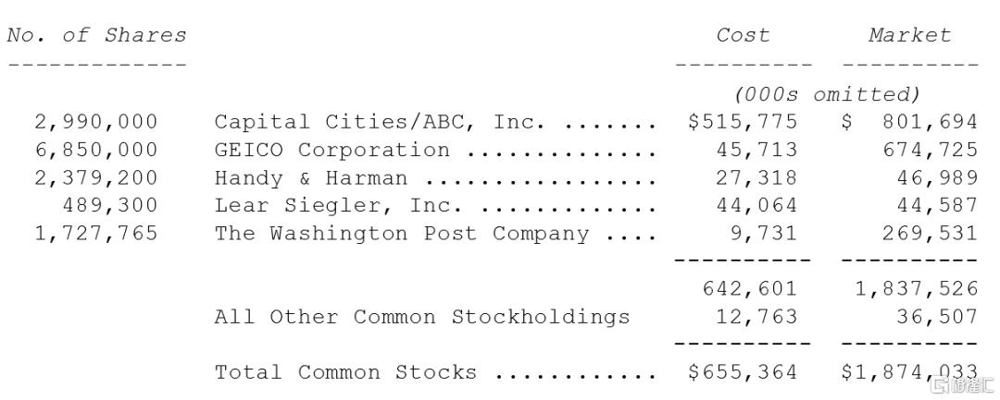 No. of Shares Cost Market
------------- ---------- ----------
(000s omitted)
2,990,000 Capital Cities/ABC, Inc. ....... $515,775 $ 801,694
6,850,000 GEICO Corporation .............. 45,713 674,725
2,379,200 Handy & Harman ................. 27,318 46,989
489,300 Lear Siegler, Inc. ............. 44,064 44,587
1,727,765 The Washington Post Company .... 9,731 269,531
---------- ----------
642,601 1,837,526
All Other Common Stockholdings 12,763 36,507
---------- ----------
Total Common Stocks ............ $655,364 $1,874,033
格隆汇